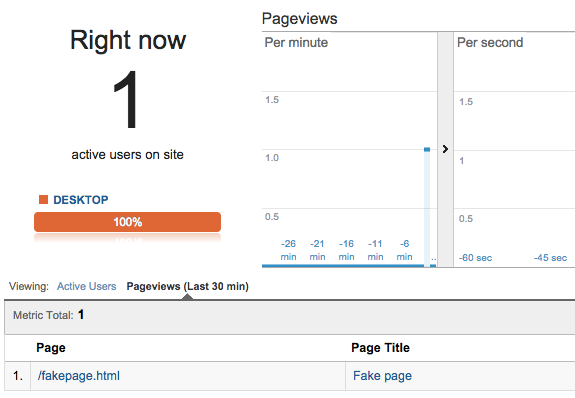 Right now
1
active users on site
DESKTOP
100%
Pageviews
Per minute
Per second
1.5
1.0
0.5
-26 min
-21 min
-16 min
-11 min
-6 min
..
1.5
1
0.5
-60 sec
-45 sec
Viewing: Active Users Pageviews (Last 30 min)
Metric Total: 1
Page Page Title
1. /fakepage.html Fake page